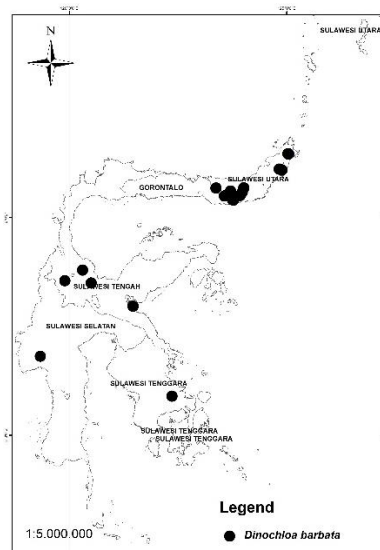 N
SULAWESI UTARA
SULAWESI UTARA
GORONTALO
SULAWESI TENGAH
SULAWESI SELATAN
SULAWESI TENGGARA
SULAWESI TENGGARA
SULAWESI TENGGARA
Legend
1:5.000.000
Dinochloa barbata